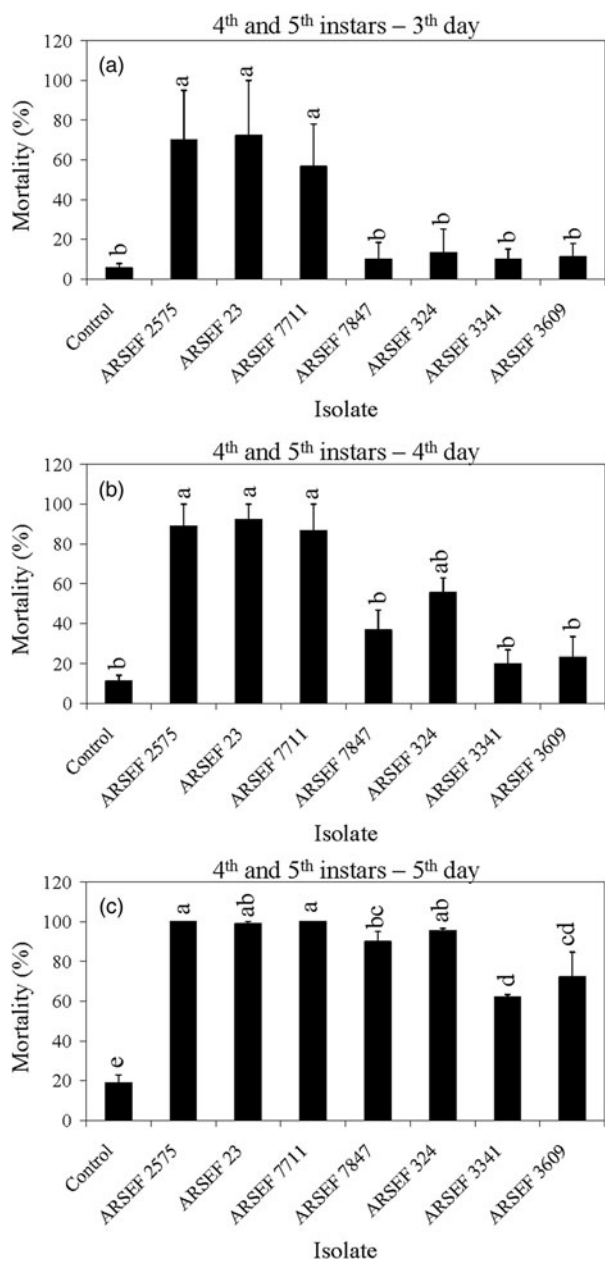 4th and 5th instars – 3th day
(a)
Mortality (%)
120
100
80
60
40
20
0
b
a
a
a
b
b
b
b
Control
ARSEF 2575
ARSEF 23
ARSEF 7711
ARSEF 7847
ARSEF 324
ARSEF 3341
ARSEF 3609
Isolate
4th and 5th instars – 4th day
(b)
Mortality (%)
120
100
80
60
40
20
0
b
a
a
a
b
ab
b
b
Control
ARSEF 2575
ARSEF 23
ARSEF 7711
ARSEF 7847
ARSEF 324
ARSEF 3341
ARSEF 3609
Isolate
4th and 5th instars – 5th day
(c)
Mortality (%)
120
100
80
60
40
20
0
e
a
ab
a
bc
ab
d
cd
Control
ARSEF 2575
ARSEF 23
ARSEF 7711
ARSEF 7847
ARSEF 324
ARSEF 3341
ARSEF 3609
Isolate